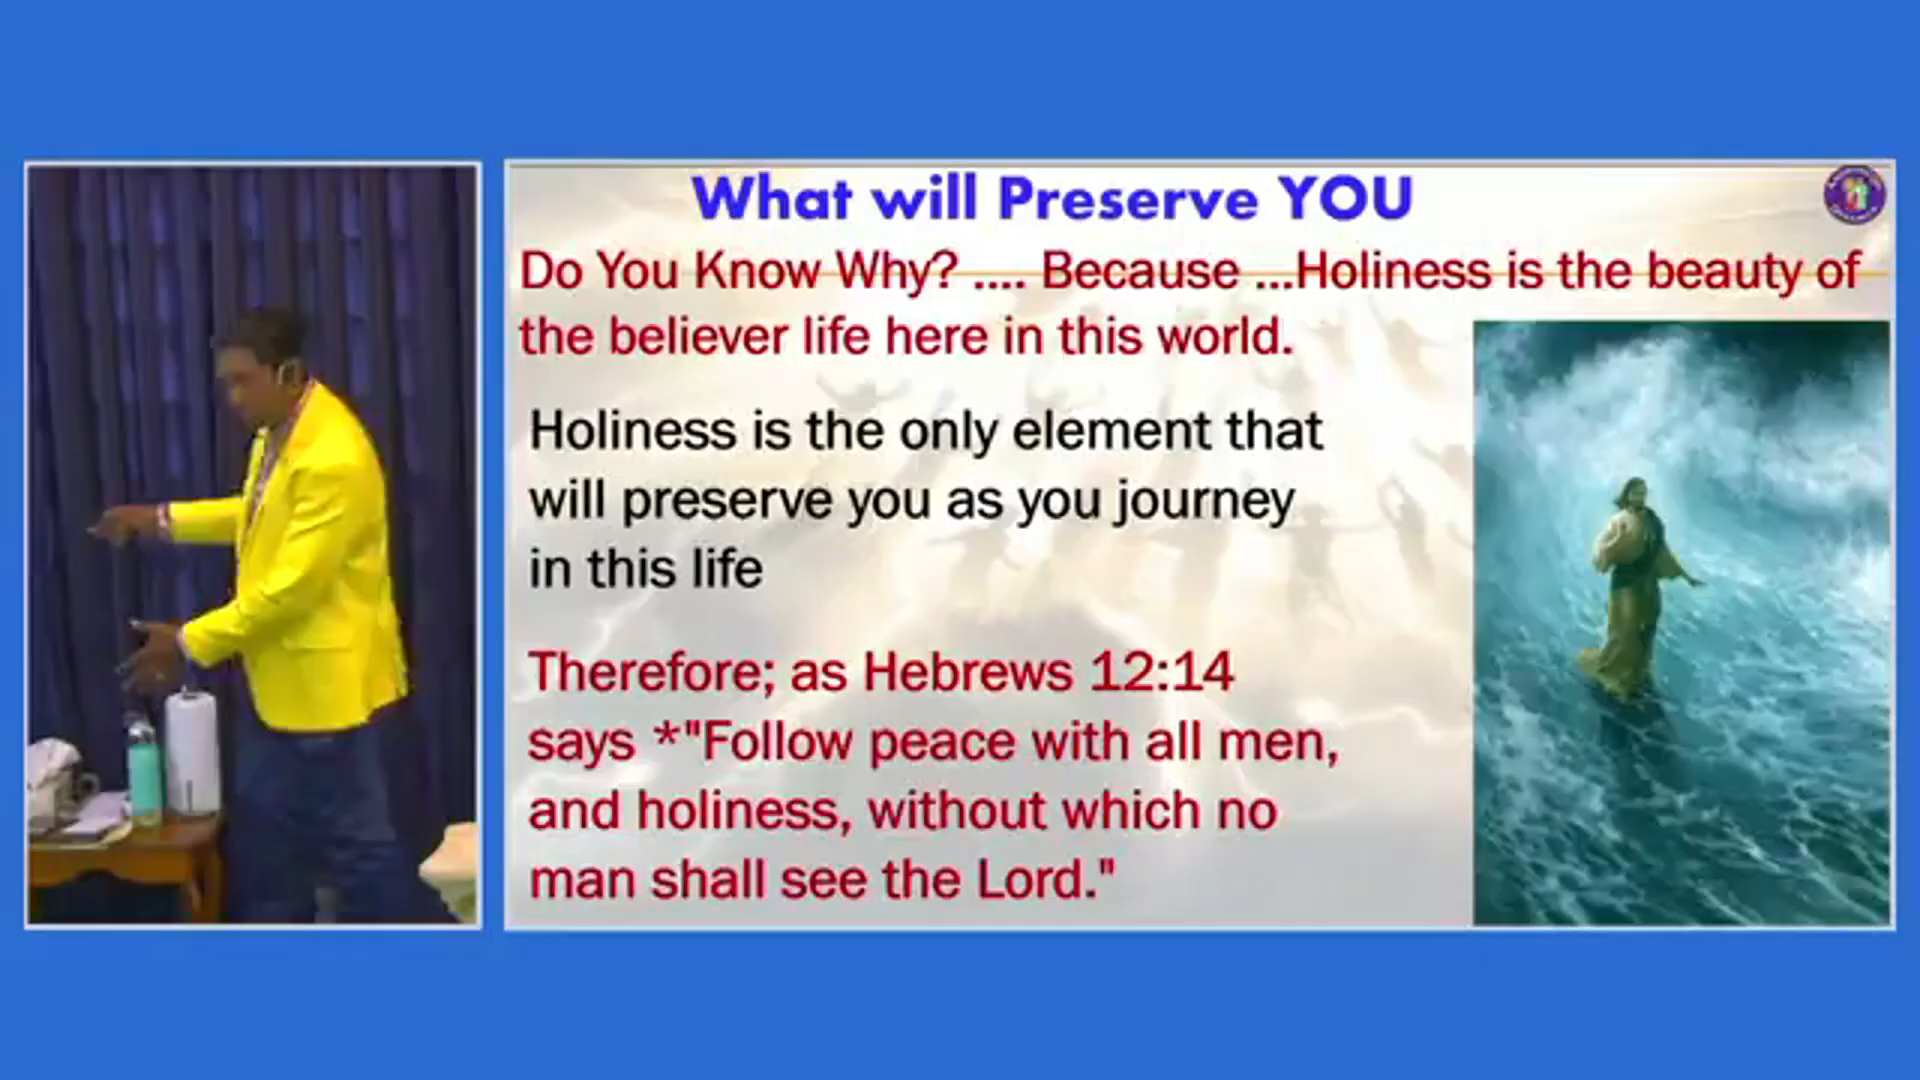 What will Preserve YOU
Do You Know Why? .... Because ...Holiness is the beauty of
the believer life here in this world.
Holiness is the only element that
will preserve you as you journey
in this life
Therefore; as Hebrews 12:14
says *"Follow peace with all men,
and holiness, without which no
man shall see the Lord."